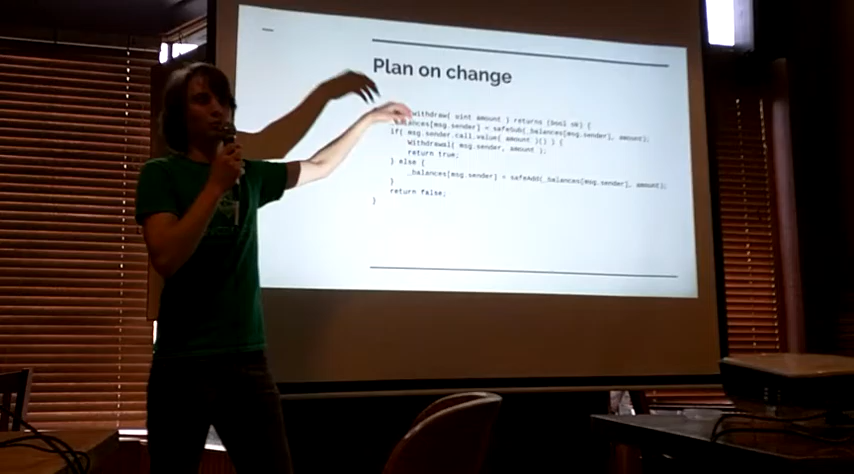 Plan on change
withdraw( uint amount ) returns (bool ok) {
ances[msg.sender] = safeSub(_balances[msg.sender], amount);
if( msg.sender.call.value( amount )() ) {
Withdrawal( msg.sender, amount );
return true;
} else {
_balances[msg.sender] = safeAdd(_balances[msg.sender], amount);
}
return false;
}